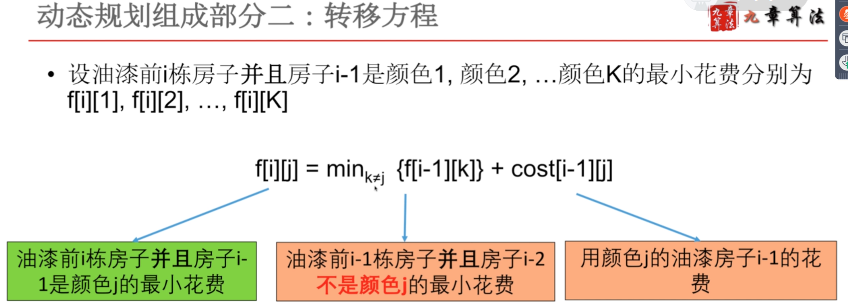 动态规划组成部分二：转移方程
九章算法 九章算法
• 设油漆前i栋房子并且房子i-1是颜色1, 颜色2, …颜色K的最小花费分别为
f[i][1], f[i][2], …, f[i][K]
f[i][j] = min_{k≠j} {f[i-1][k]} + cost[i-1][j]
油漆前i栋房子并且房子i-
1是颜色j的最小花费
油漆前i-1栋房子并且房子i-2
不是颜色j的最小花费
用颜色j的油漆房子i-1的花
费